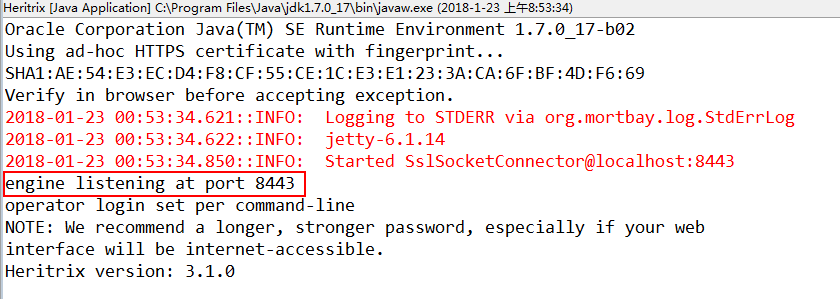 Heritrix [Java Application] C:\Program Files\Java\jdk1.7.0_17\bin\javaw.exe (2018-1-23 上午8:53:34)
Oracle Corporation Java(TM) SE Runtime Environment 1.7.0_17-b02
Using ad-hoc HTTPS certificate with fingerprint...
SHA1:AE:54:E3:EC:D4:F8:CF:55:CE:1C:E3:E1:23:3A:CA:6F:BF:4D:F6:69
Verify in browser before accepting exception.
2018-01-23 00:53:34.621::INFO:  Logging to STDERR via org.mortbay.log.StdErrLog
2018-01-23 00:53:34.622::INFO:  jetty-6.1.14
2018-01-23 00:53:34.850::INFO:  Started SslSocketConnector@localhost:8443
engine listening at port 8443
operator login set per command-line
NOTE: We recommend a longer, stronger password, especially if your web
interface will be internet-accessible.
Heritrix version: 3.1.0